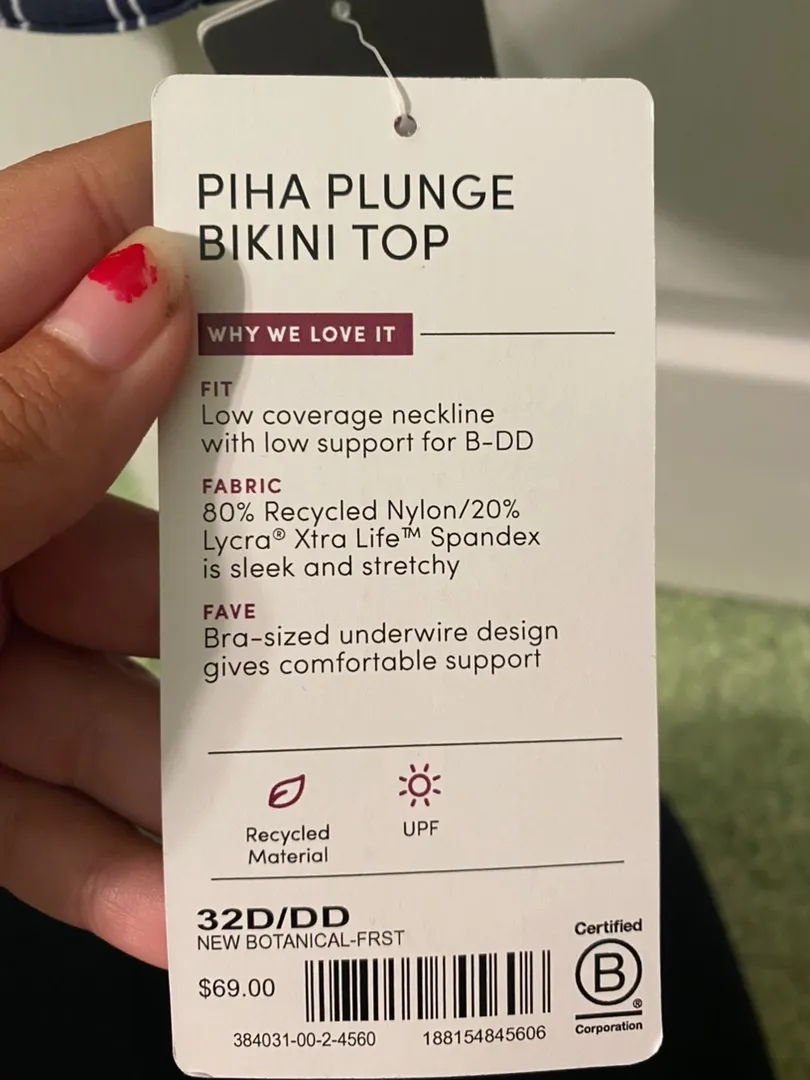 PIHA PLUNGE
BIKINI TOP
WHY WE LOVE IT
FIT
Low coverage neckline
with low support for B-DD
FABRIC
80% Recycled Nylon/20%
Lycra® Xtra Life™ Spandex
is sleek and stretchy
FAVE
Bra-sized underwire design
gives comfortable support
Recycled
Material
UPF
32D/DD
NEW BOTANICAL-FRST
$69.00
384031-00-2-4560
188154845606
Certified
B
®
Corporation